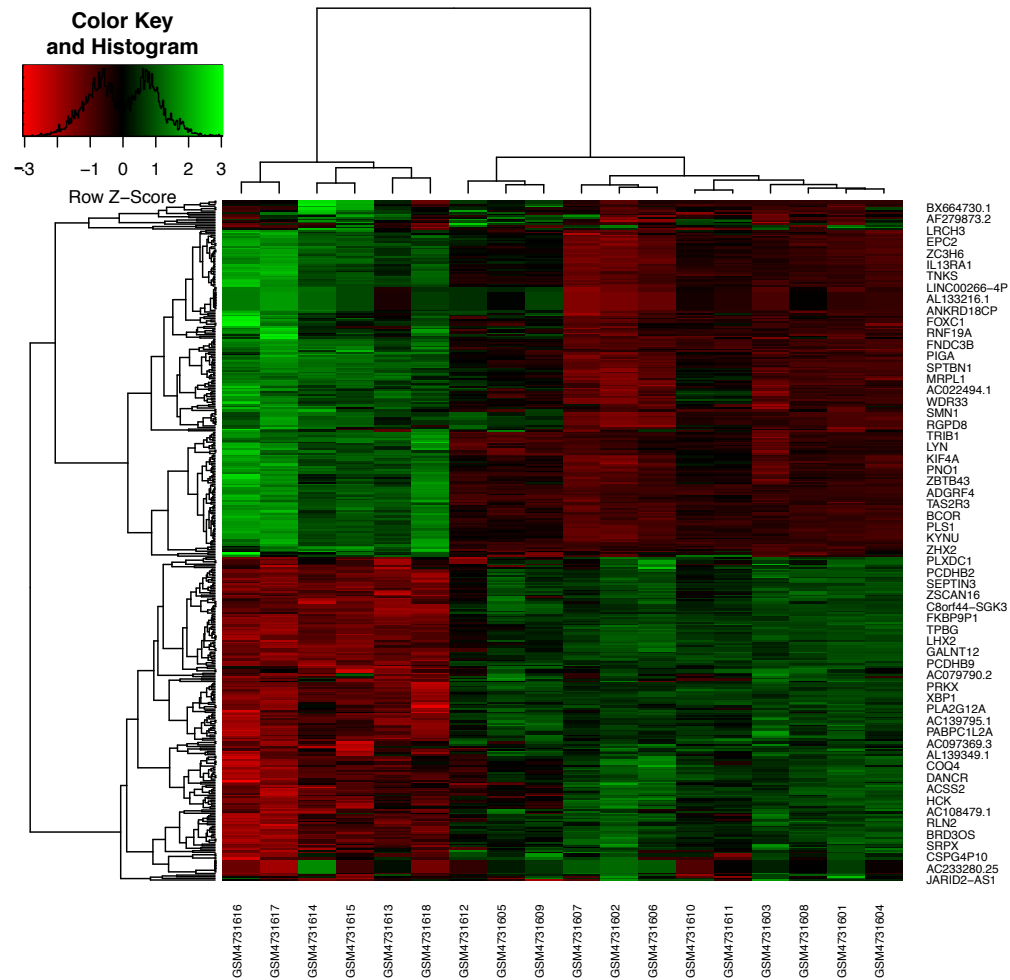 Color Key
and Histogram
−3 −1 0 1 2 3
Row Z−Score
BX664730.1
AF279873.2
LRCH3
EPC2
ZC3H6
IL13RA1
TNKS
LINC00266−4P
AL133216.1
ANKRD18CP
FOXC1
RNF19A
FNDC3B
PIGA
SPTBN1
MRPL1
AC022494.1
WDR33
SMN1
RGPD8
TRIB1
LYN
KIF4A
PNO1
ZBTB43
ADGRF4
TAS2R3
BCOR
PLS1
KYNU
ZHX2
PLXDC1
PCDHB2
SEPTIN3
ZSCAN16
C8orf44−SGK3
FKBP9P1
TPBG
LHX2
GALNT12
PCDHB9
AC079790.2
PRKX
XBP1
PLA2G12A
AC139795.1
PABPC1L2A
AC097369.3
AL139349.1
COQ4
DANCR
ACSS2
HCK
AC108479.1
RLN2
BRD3OS
SRPX
CSPG4P10
AC233280.25
JARID2−AS1
GSM4731616
GSM4731617
GSM4731614
GSM4731615
GSM4731613
GSM4731618
GSM4731612
GSM4731605
GSM4731609
GSM4731607
GSM4731602
GSM4731606
GSM4731610
GSM4731611
GSM4731603
GSM4731608
GSM4731601
GSM4731604